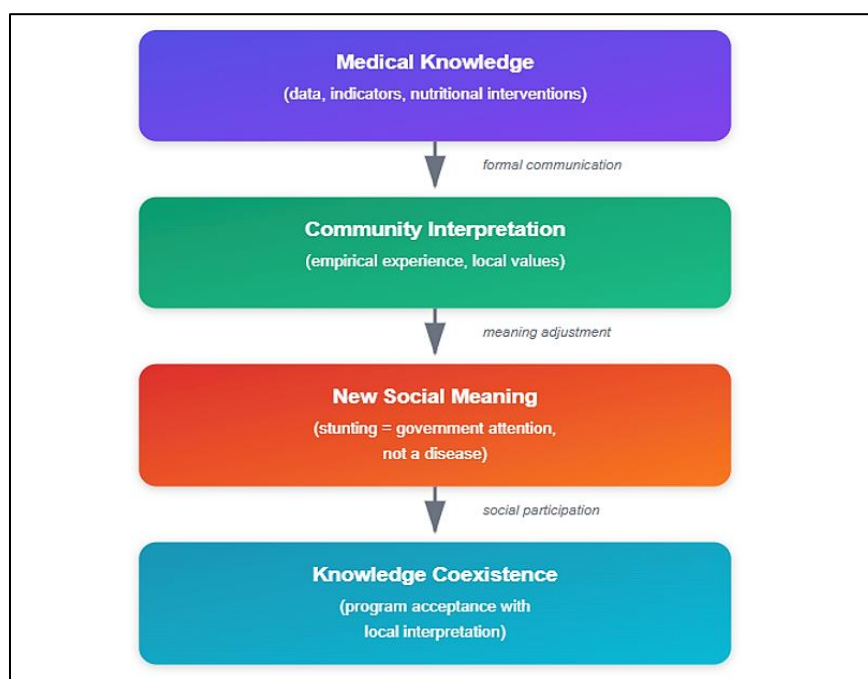 Medical Knowledge
(data, indicators, nutritional interventions)
formal communication
Community Interpretation
(empirical experience, local values)
meaning adjustment
New Social Meaning
(stunting = government attention,
not a disease)
social participation
Knowledge Coexistence
(program acceptance with
local interpretation)